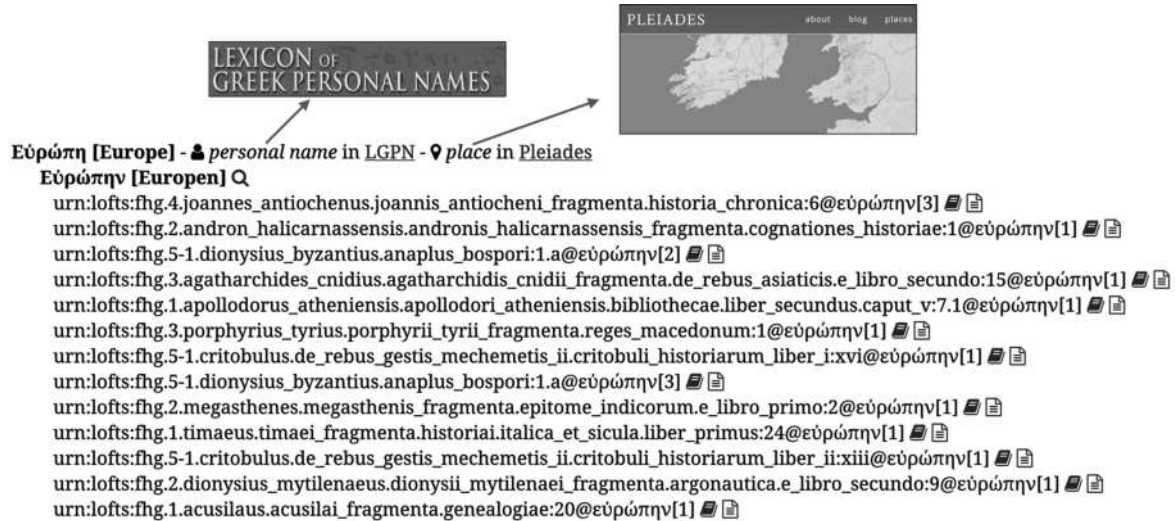 PLEIADES about blog places
LEXICON OF
GREEK PERSONAL NAMES
Εὐρώπη [Europe] - personal name in LGPN - place in Pleiades
Εὐρώπην [Europen]
urn:lofts:fhg.4.joannes_antiochenus.joannis_antiocheni_fragmenta.historia_chronica:6@εὐρώπην[3]
urn:lofts:fhg.2.andron_halicarnassensis.andronis_halicarnassensis_fragmenta.cognationes_historiae:1@εὐρώπην[1]
urn:lofts:fhg.5-1.dionysius_byzantius.anaplus_bospori:1.a@εὐρώπην[2]
urn:lofts:fhg.3.agatharchides_cnidius.agatharchidis_cnidii_fragmenta.de_rebus_asiaticis.e_libro_secundo:15@εὐρώπην[1]
urn:lofts:fhg.1.apollodorus_atheniensis.apollodori_atheniensis.bibliothecae.liber_secundus.caput_v:7.1@εὐρώπην[1]
urn:lofts:fhg.3.porphyrius_tyrius.porphyrii_tyrii_fragmenta.reges_macedonum:1@εὐρώπην[1]
urn:lofts:fhg.5-1.critobulus.de_rebus_gestis_mechemetis_ii.critobuli_historiarum_liber_i:xvi@εὐρώπην[1]
urn:lofts:fhg.5-1.dionysius_byzantius.anaplus_bospori:1.a@εὐρώπην[3]
urn:lofts:fhg.2.megasthenes.megasthenis_fragmenta.epitome_indicorum.e_libro_primo:2@εὐρώπην[1]
urn:lofts:fhg.1.timaeus.timaei_fragmenta.historiai.italica_et_sicula.liber_primus:24@εὐρώπην[1]
urn:lofts:fhg.5-1.critobulus.de_rebus_gestis_mechemetis_ii.critobuli_historiarum_liber_ii:xiii@εὐρώπην[1]
urn:lofts:fhg.2.dionysius_mytilenaeus.dionysii_mytilenaei_fragmenta.argonautica.e_libro_secundo:9@εὐρώπην[1]
urn:lofts:fhg.1.acusilaus.acusilai_fragmenta.genealogiae:20@εὐρώπην[1]